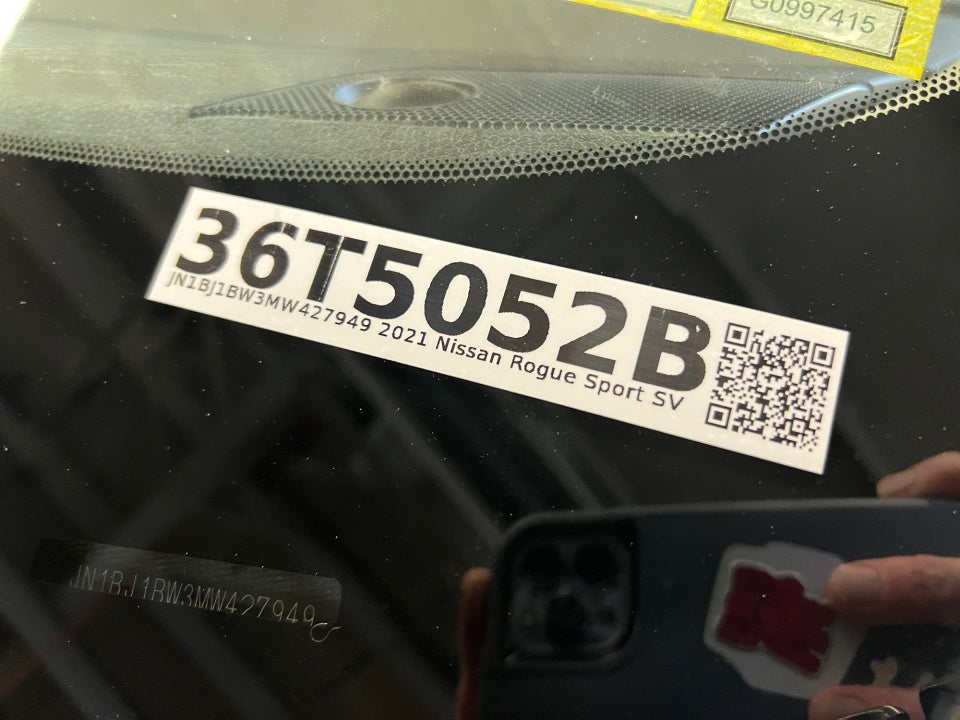 G0997415
36T5052B
JN1BJ1BW3MW427949 2021 Nissan Rogue Sport SV
JN1BJ1BW3MW427949